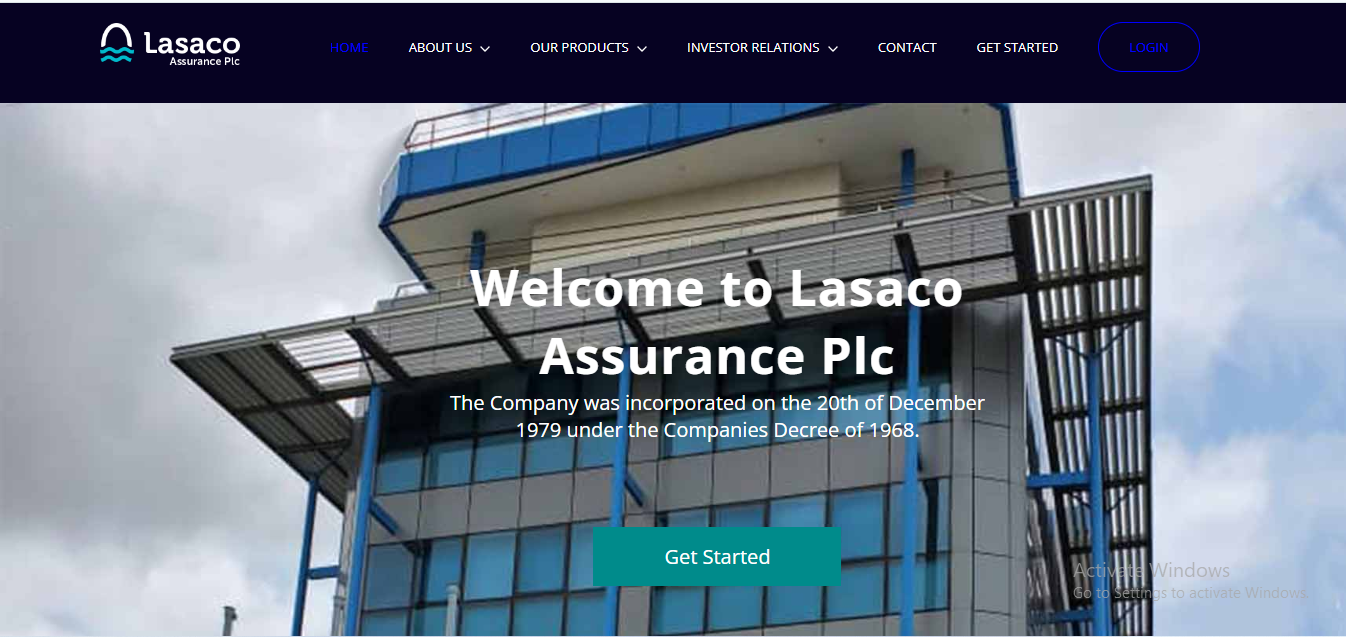 Lasaco
Assurance Plc
HOME
ABOUT US
OUR PRODUCTS
INVESTOR RELATIONS
CONTACT
GET STARTED
LOGIN
Welcome to Lasaco
Assurance Plc
The Company was incorporated on the 20th of December
1979 under the Companies Decree of 1968.
Get Started
Activate Windows
Go to Settings to activate Windows.